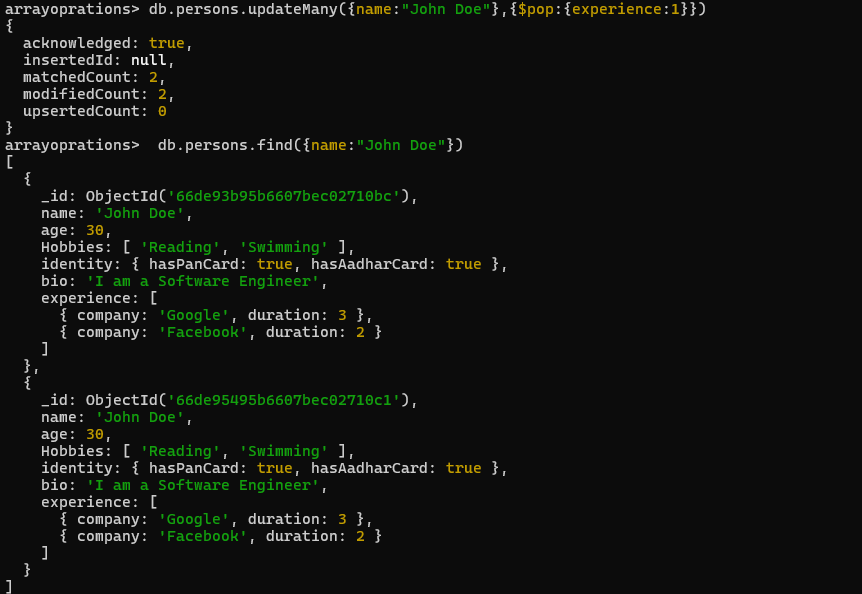 arrayoprations> db.persons.updateMany({name:"John Doe"},{$pop:{experience:1}})
{
  acknowledged: true,
  insertedId: null,
  matchedCount: 2,
  modifiedCount: 2,
  upsertedCount: 0
}
arrayoprations>  db.persons.find({name:"John Doe"})
[
  {
    _id: ObjectId('66de93b95b6607bec02710bc'),
    name: 'John Doe',
    age: 30,
    Hobbies: [ 'Reading', 'Swimming' ],
    identity: { hasPanCard: true, hasAadharCard: true },
    bio: 'I am a Software Engineer',
    experience: [
      { company: 'Google', duration: 3 },
      { company: 'Facebook', duration: 2 }
    ]
  },
  {
    _id: ObjectId('66de95495b6607bec02710c1'),
    name: 'John Doe',
    age: 30,
    Hobbies: [ 'Reading', 'Swimming' ],
    identity: { hasPanCard: true, hasAadharCard: true },
    bio: 'I am a Software Engineer',
    experience: [
      { company: 'Google', duration: 3 },
      { company: 'Facebook', duration: 2 }
    ]
  }
]